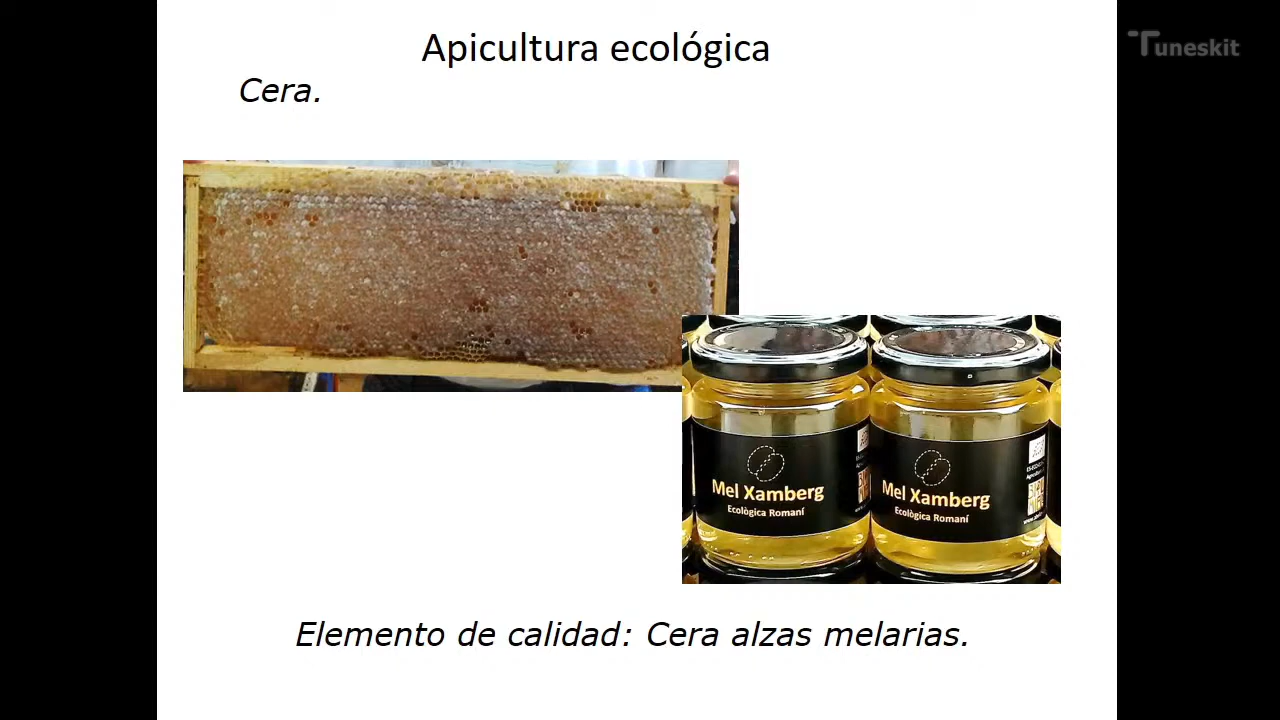 Apicultura ecológica
Tuneskit
Cera.
Mel Xamberg
Ecològica Romaní
Mel Xamberg
Ecològica Romaní
Elemento de calidad: Cera alzas melarias.